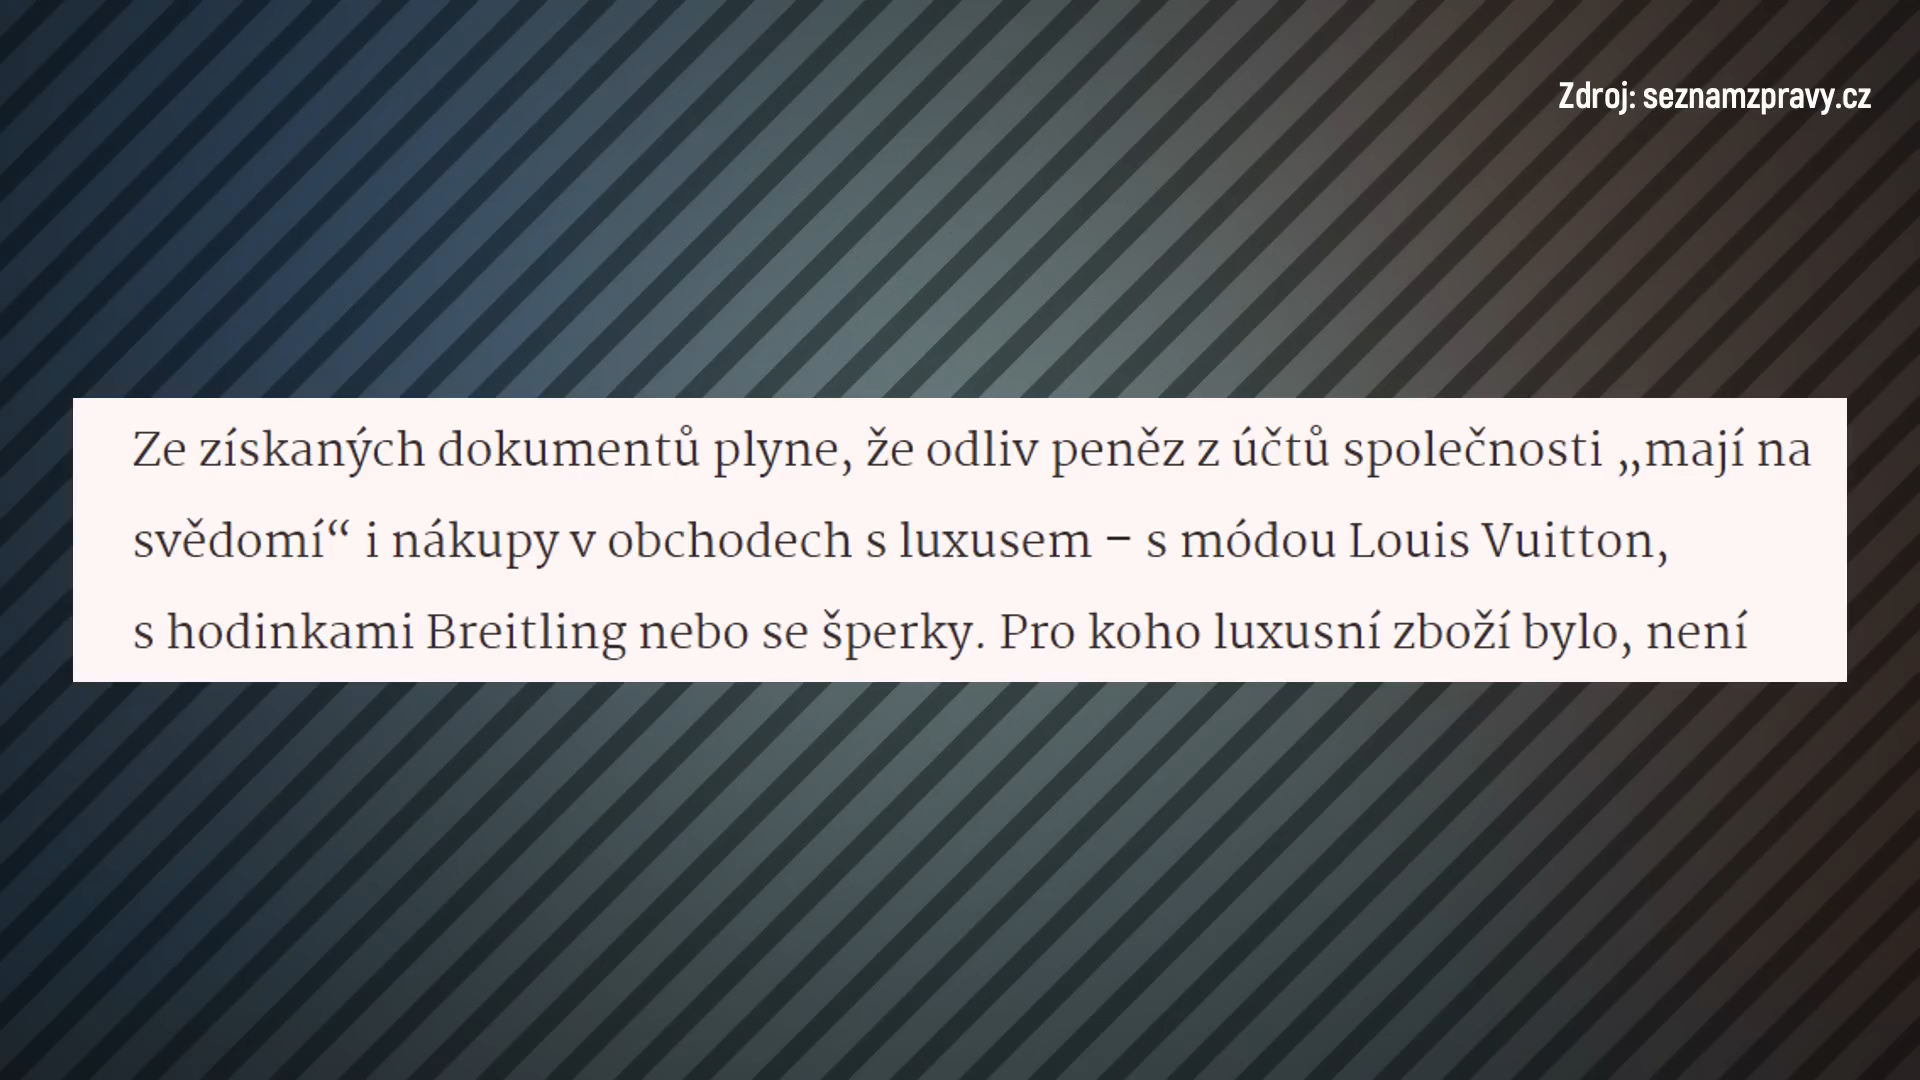 Zdroj: seznamzpravy.cz
Ze získaných dokumentů plyne, že odliv peněz z účtů společnosti „mají na
svědomí“ i nákupy v obchodech s luxusem – s módou Louis Vuitton,
s hodinkami Breitling nebo se šperky. Pro koho luxusní zboží bylo, není